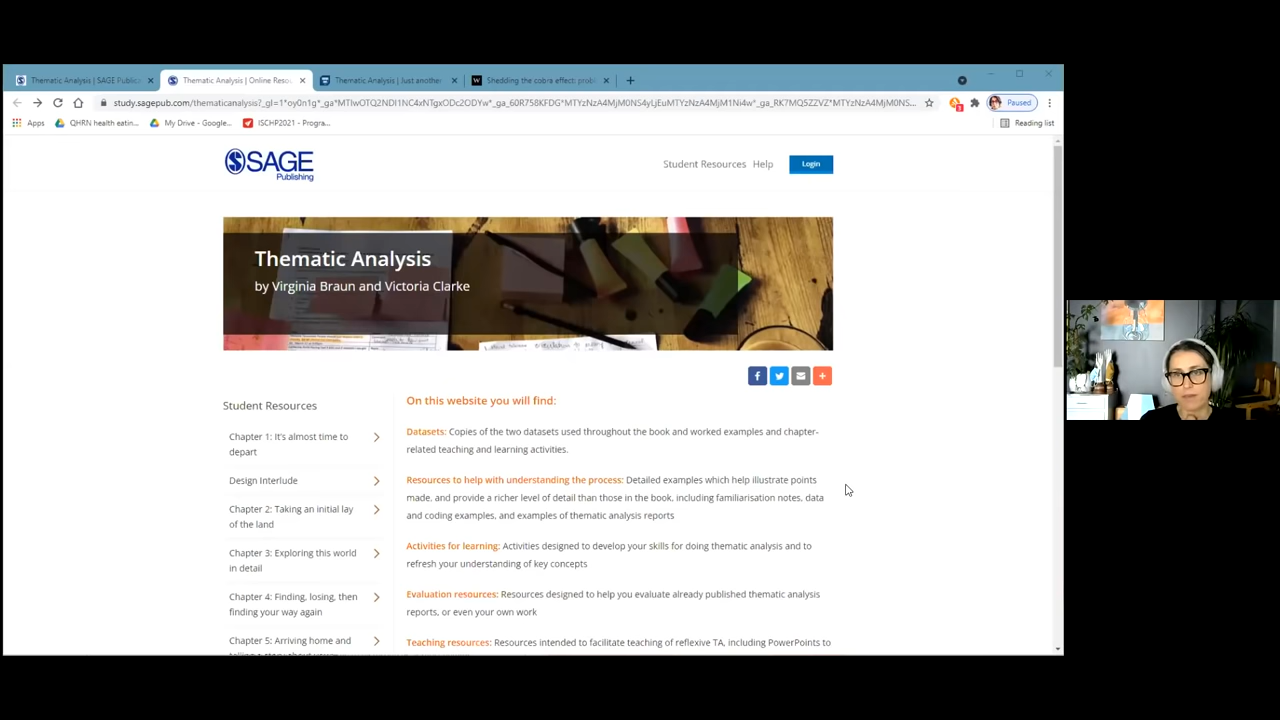 Thematic Analysis | SAGE Public
Thematic Analysis | Online Reso
Thematic Analysis | Just another
Shedding the cobra effect: prob
Paused
Apps
QHRN health eatin...
My Drive - Google...
ISCHP2021 - Progra...
Reading list
SAGE
Publishing
Student Resources
Help
Login
Thematic Analysis
by Virginia Braun and Victoria Clarke
Student Resources
Chapter 1: It's almost time to
depart
Design Interlude
Chapter 2: Taking an initial lay
of the land
Chapter 3: Exploring this world
in detail
Chapter 4: Finding, losing, then
finding your way again
Chapter 5: Arriving home and
On this website you will find:
Datasets: Copies of the two datasets used throughout the book and worked examples and chapter-
related teaching and learning activities.
Resources to help with understanding the process: Detailed examples which help illustrate points
made, and provide a richer level of detail than those in the book, including familiarisation notes, data
and coding examples, and examples of thematic analysis reports
Activities for learning: Activities designed to develop your skills for doing thematic analysis and to
refresh your understanding of key concepts
Evaluation resources: Resources designed to help you evaluate already published thematic analysis
reports, or even your own work
Teaching resources: Resources intended to facilitate teaching of reflexive TA, including PowerPoints to